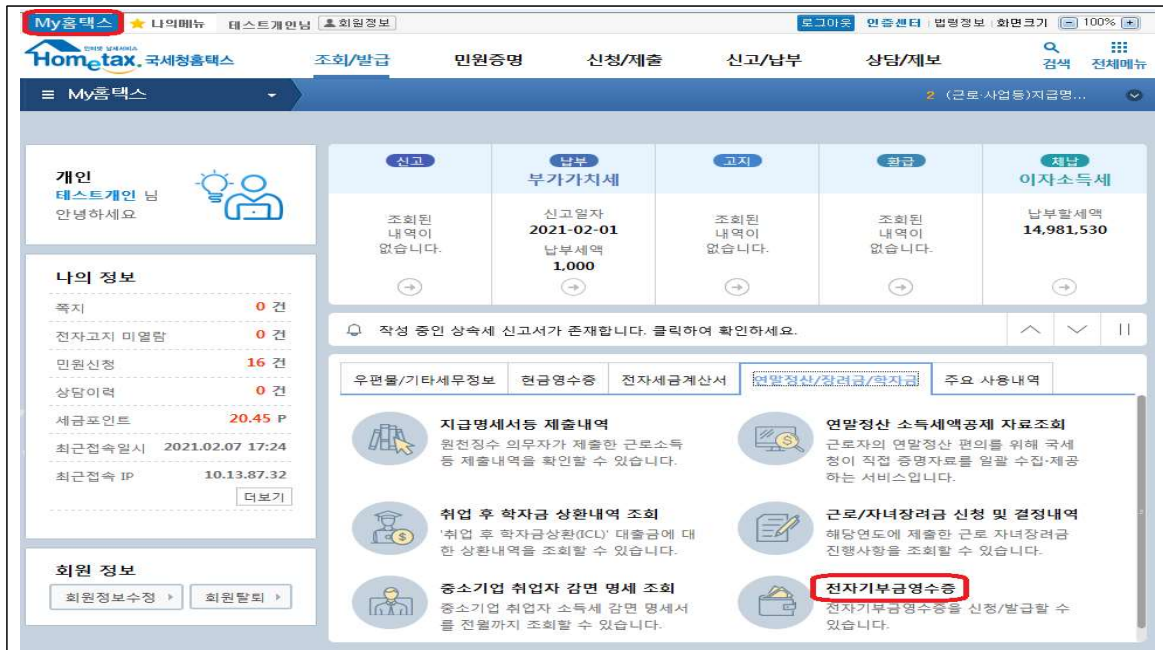 My홈택스 ★ 나의메뉴 테스트개인님 회원정보 로그아웃 인증센터 법령정보 화면크기 - 100% +
Hometax. 국세청홈택스 조회/발급 민원증명 신청/제출 신고/납부 상담/제보 검색 전체메뉴
≡ My홈택스 2 (근로·사업등)지급명...
개인
테스트개인 님
안녕하세요
나의 정보
쪽지 0 건
전자고지 미열람 0 건
민원신청 16 건
상담이력 0 건
세금포인트 20.45 P
최근접속일시 2021.02.07 17:24
최근접속 IP 10.13.87.32
더보기
회원 정보
회원정보수정 회원탈퇴
신고
조회된
내역이
없습니다.
납부
부가가치세
신고일자
2021-02-01
납부세액
1,000
고지
조회된
내역이
없습니다.
환급
조회된
내역이
없습니다.
체납
이자소득세
납부할세액
14,981,530
작성 중인 상속세 신고서가 존재합니다. 클릭하여 확인하세요.
우편물/기타세무정보 현금영수증 전자세금계산서 연말정산/장려금/학자금 주요 사용내역
지급명세서등 제출내역
원천징수 의무자가 제출한 근로소득
등 제출내역을 확인할 수 있습니다.
연말정산 소득세액공제 자료조회
근로자의 연말정산 편의를 위해 국세
청이 직접 증명자료를 일괄 수집·제공
하는 서비스입니다.
취업 후 학자금 상환내역 조회
'취업 후 학자금상환(ICL)' 대출금에 대
한 상환내역을 조회할 수 있습니다.
근로/자녀장려금 신청 및 결정내역
해당연도에 제출한 근로 자녀장려금
진행사항을 조회할 수 있습니다.
중소기업 취업자 감면 명세 조회
중소기업 취업자 소득세 감면 명세서
를 전월까지 조회할 수 있습니다.
전자기부금영수증
전자기부금영수증을 신청/발급할 수
있습니다.